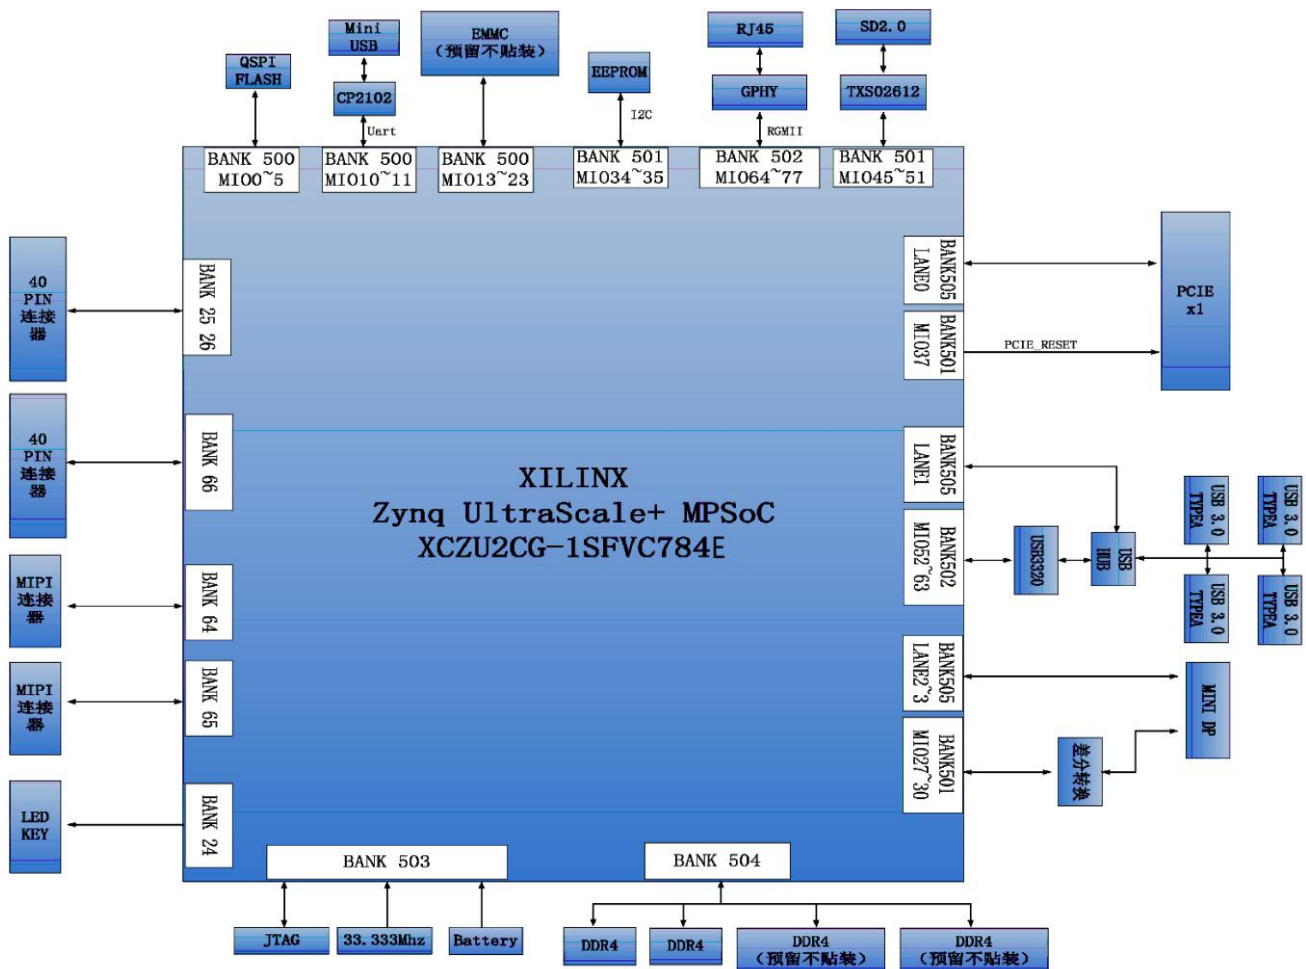 Mini
USB
EMMC
(预留不贴装)
RJ45
SD2.0
QSPI
FLASH
EEPROM
CP2102
GPHY
TXS02612
Uart
I2C
RGMII
BANK 500
MIO0~5
BANK 500
MIO10~11
BANK 500
MIO13~23
BANK 501
MIO34~35
BANK 502
MIO64~77
BANK 501
MIO45~51
40
PIN
连接
器
BANK 25 26
BANK505
LANE0
PCIE
x1
BANK501
MIO37
PCIE_RESET
40
PIN
连接
器
BANK 66
XILINX
Zynq UltraScale+ MPSoC
XCZU2CG-1SFVC784E
BANK505
LANE1
BANK502
MIO52~63
USB3320
USB
HUB
USB 3.0
TYPEA
USB 3.0
TYPEA
USB 3.0
TYPEA
USB 3.0
TYPEA
MIPI
连接
器
BANK 64
MIPI
连接
器
BANK 65
BANK505
LANE2~3
MINI DP
BANK501
MIO27~30
差分转换
LED
KEY
BANK 24
BANK 503
BANK 504
JTAG
33.333Mhz
Battery
DDR4
DDR4
DDR4
(预留不贴装)
DDR4
(预留不贴装)